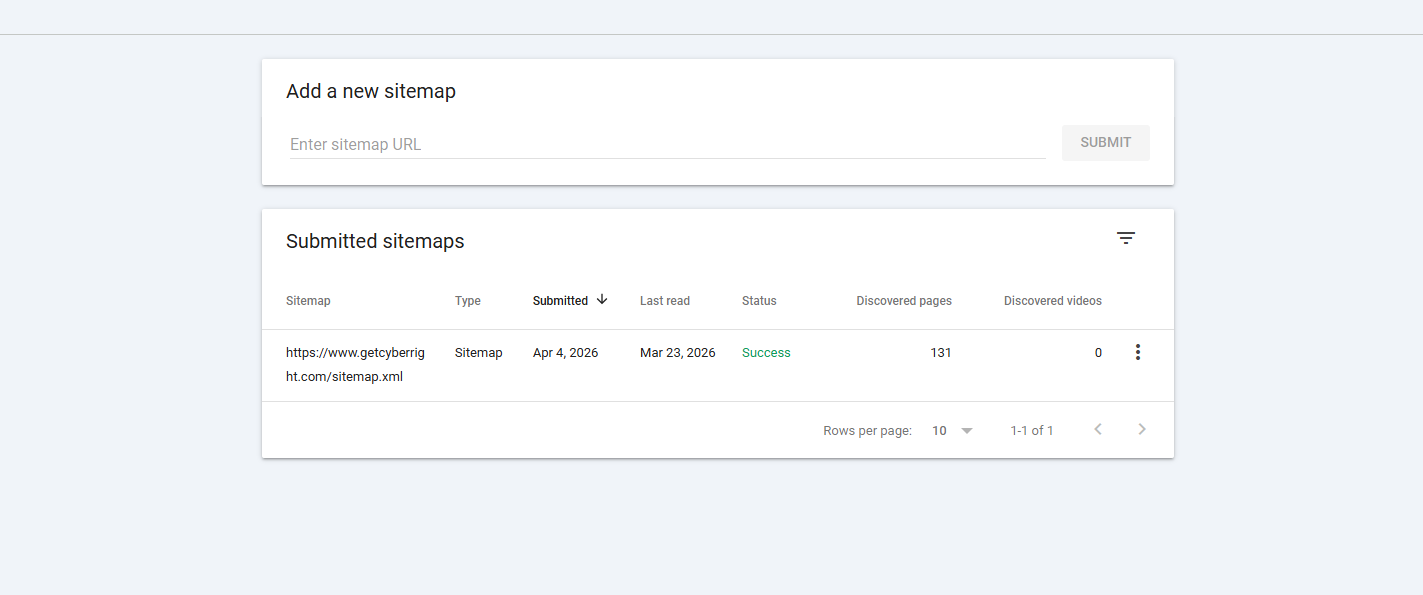 Add a new sitemap
Enter sitemap URL
SUBMIT
Submitted sitemaps
Sitemap Type Submitted Last read Status Discovered pages Discovered videos
https://www.getcyberrig Sitemap Apr 4, 2026 Mar 23, 2026 Success 131 0
ht.com/sitemap.xml
Rows per page: 10 1-1 of 1